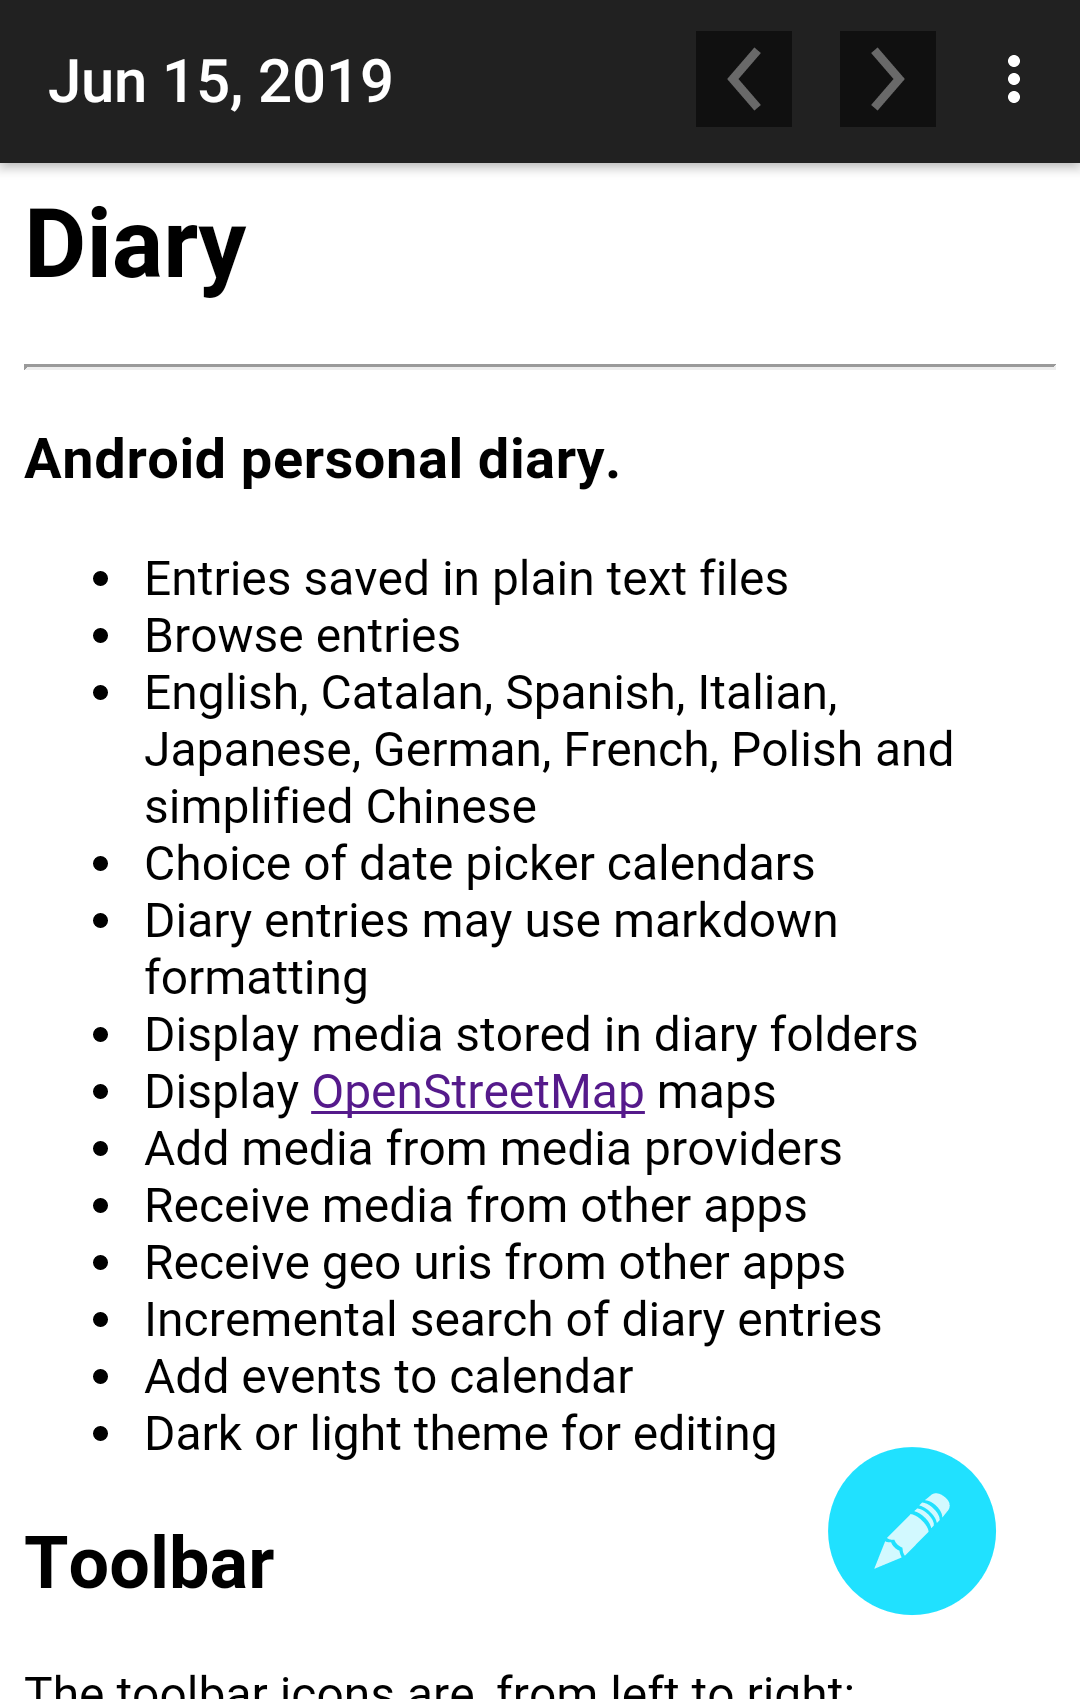 Jun 15, 2019
Diary
Android personal diary.
Entries saved in plain text files
Browse entries
English, Catalan, Spanish, Italian,
Japanese, German, French, Polish and
simplified Chinese
Choice of date picker calendars
Diary entries may use markdown
formatting
Display media stored in diary folders
Display OpenStreetMap maps
Add media from media providers
Receive media from other apps
Receive geo uris from other apps
Incremental search of diary entries
Add events to calendar
Dark or light theme for editing
Toolbar
The toolbar icons are, from left to right: